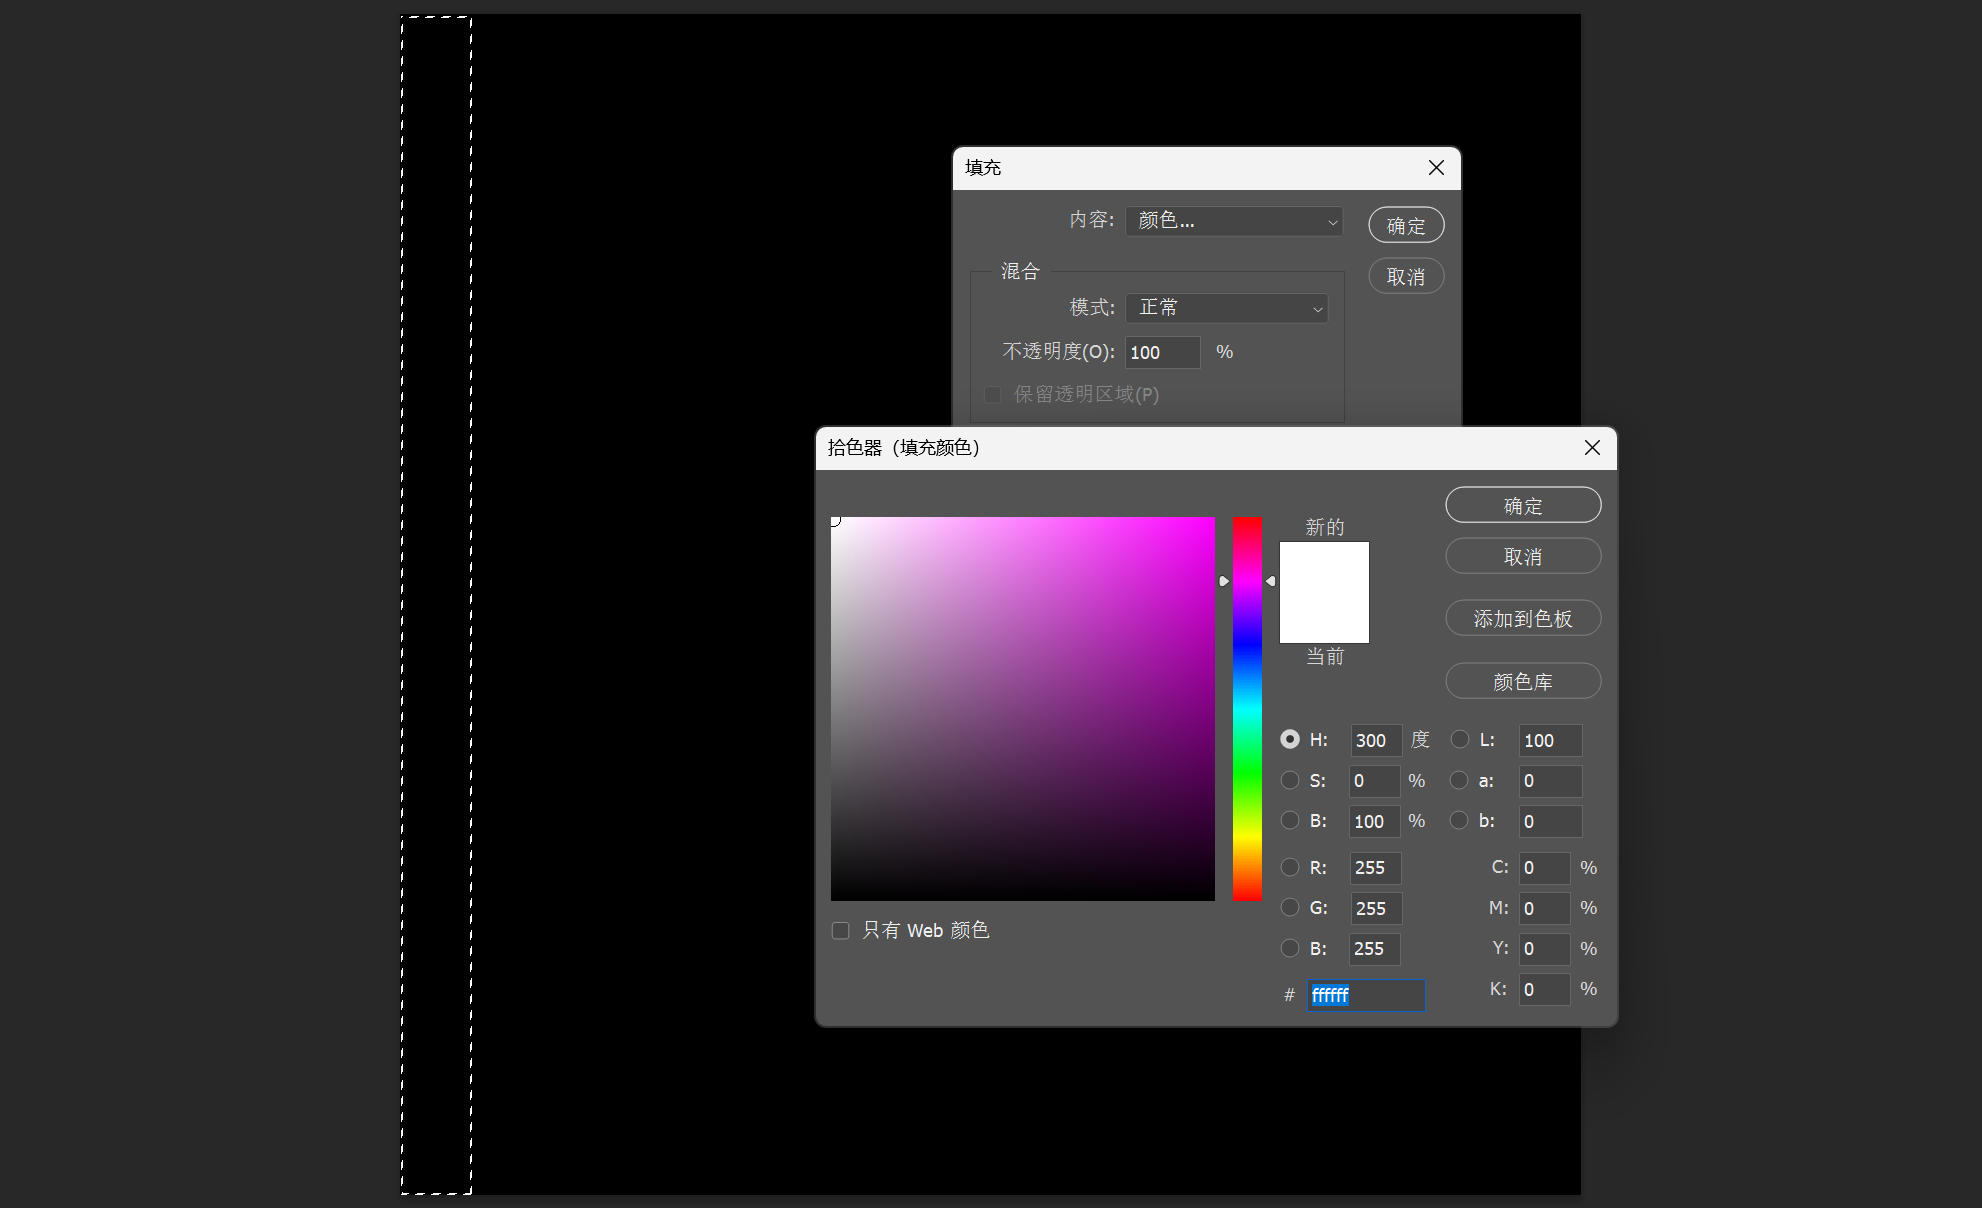 填充
内容: 颜色... 确定
混合 取消
模式: 正常
不透明度(O): 100 %
保留透明区域(P)
拾色器（填充颜色）
新的 确定
取消
添加到色板
当前
颜色库
H: 300 度 L: 100
S: 0 % a: 0
B: 100 % b: 0
R: 255 C: 0 %
G: 255 M: 0 %
只有 Web 颜色
B: 255 Y: 0 %
# ffffff K: 0 %